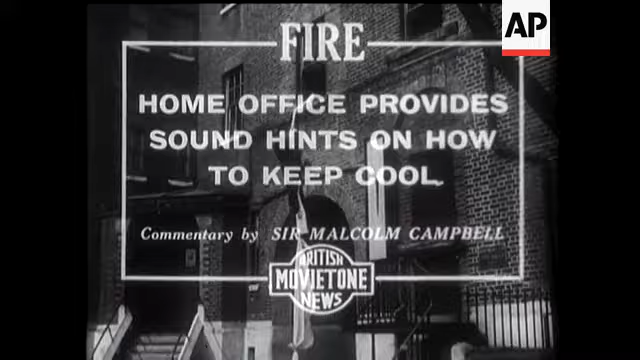 AP
FIRE
HOME OFFICE PROVIDES
SOUND HINTS ON HOW
TO KEEP COOL
Commentary by SIR MALCOLM CAMPBELL
BRITISH
MOVIETONE
NEWS